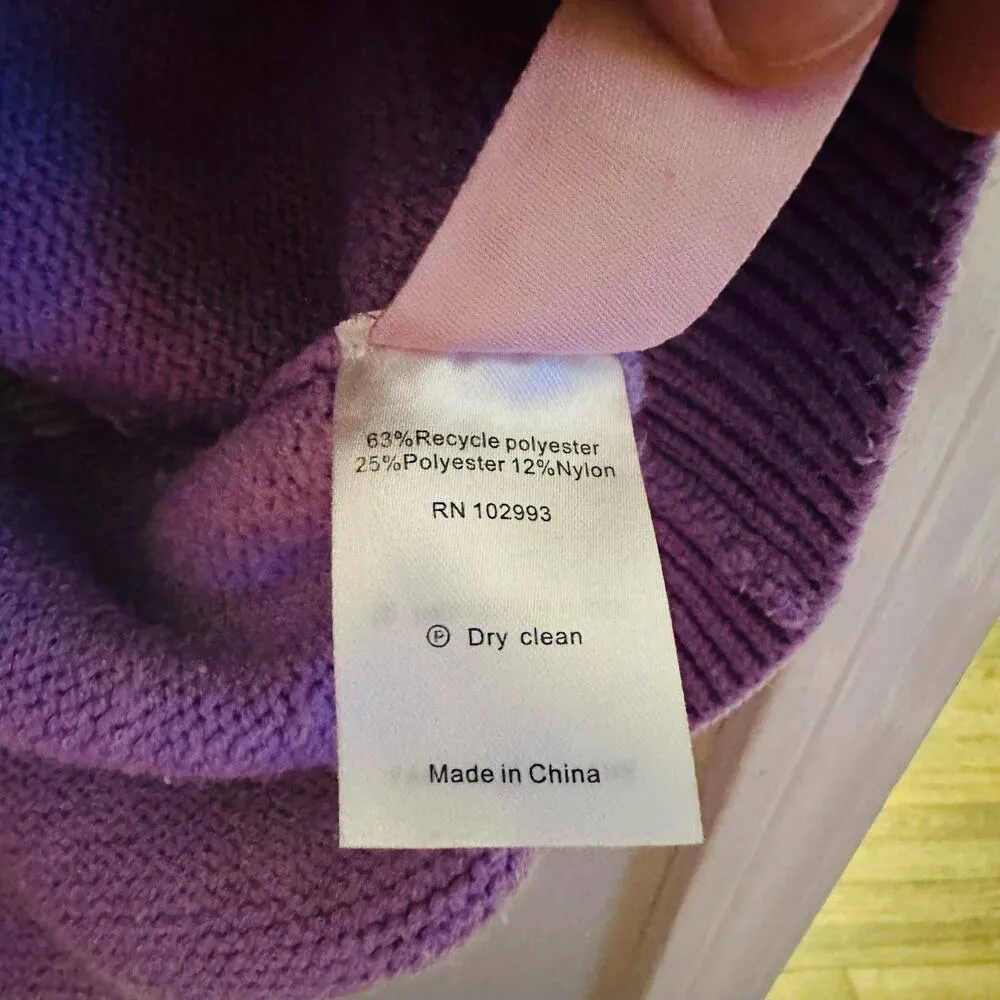 63%Recycle polyester
25%Polyester 12%Nylon
RN 102993
Ⓟ Dry clean
Made in China